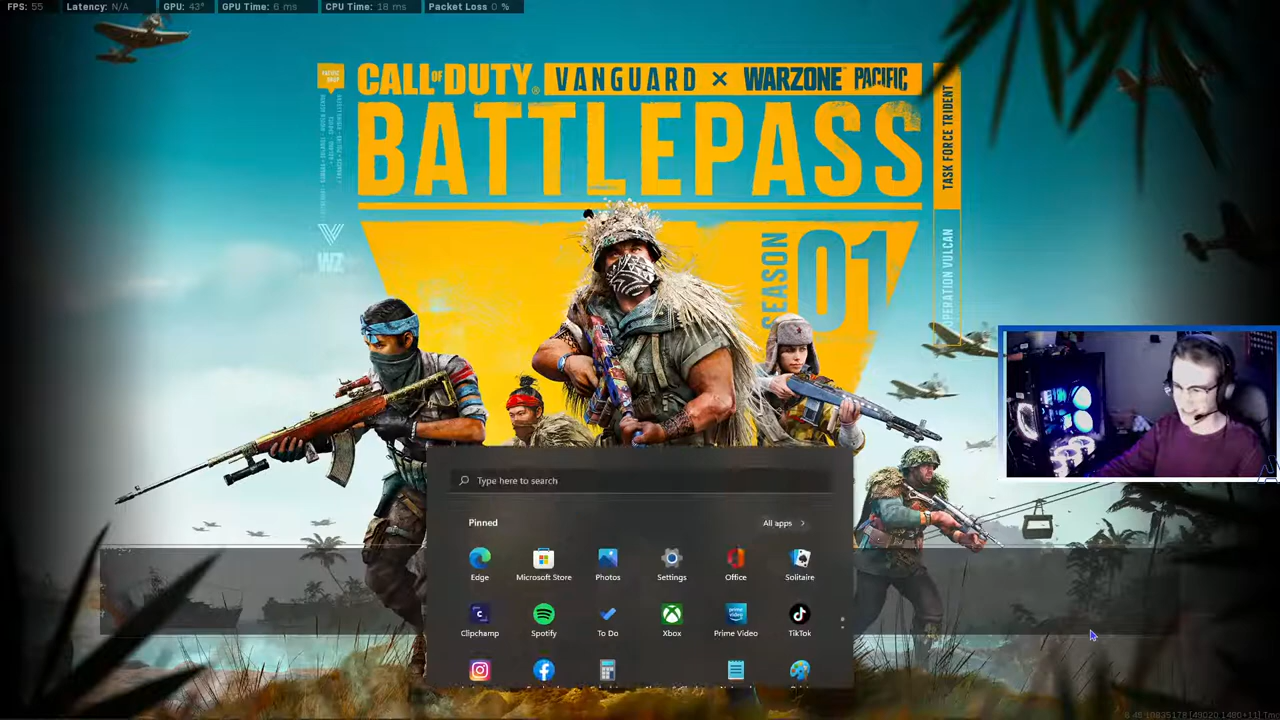 FPS: 55 Latency: N/A GPU: 43° GPU Time: 6 ms CPU Time: 18 ms Packet Loss 0 %
CALL OF DUTY® VANGUARD × WARZONE™ PACIFIC
BATTLEPASS
TASK FORCE TRIDENT
OPERATION VULCAN
SEASON 01
V
WZ
Type here to search
Pinned
All apps >
Edge Microsoft Store Photos Settings Office Solitaire
Clipchamp Spotify To Do Xbox Prime Video TikTok